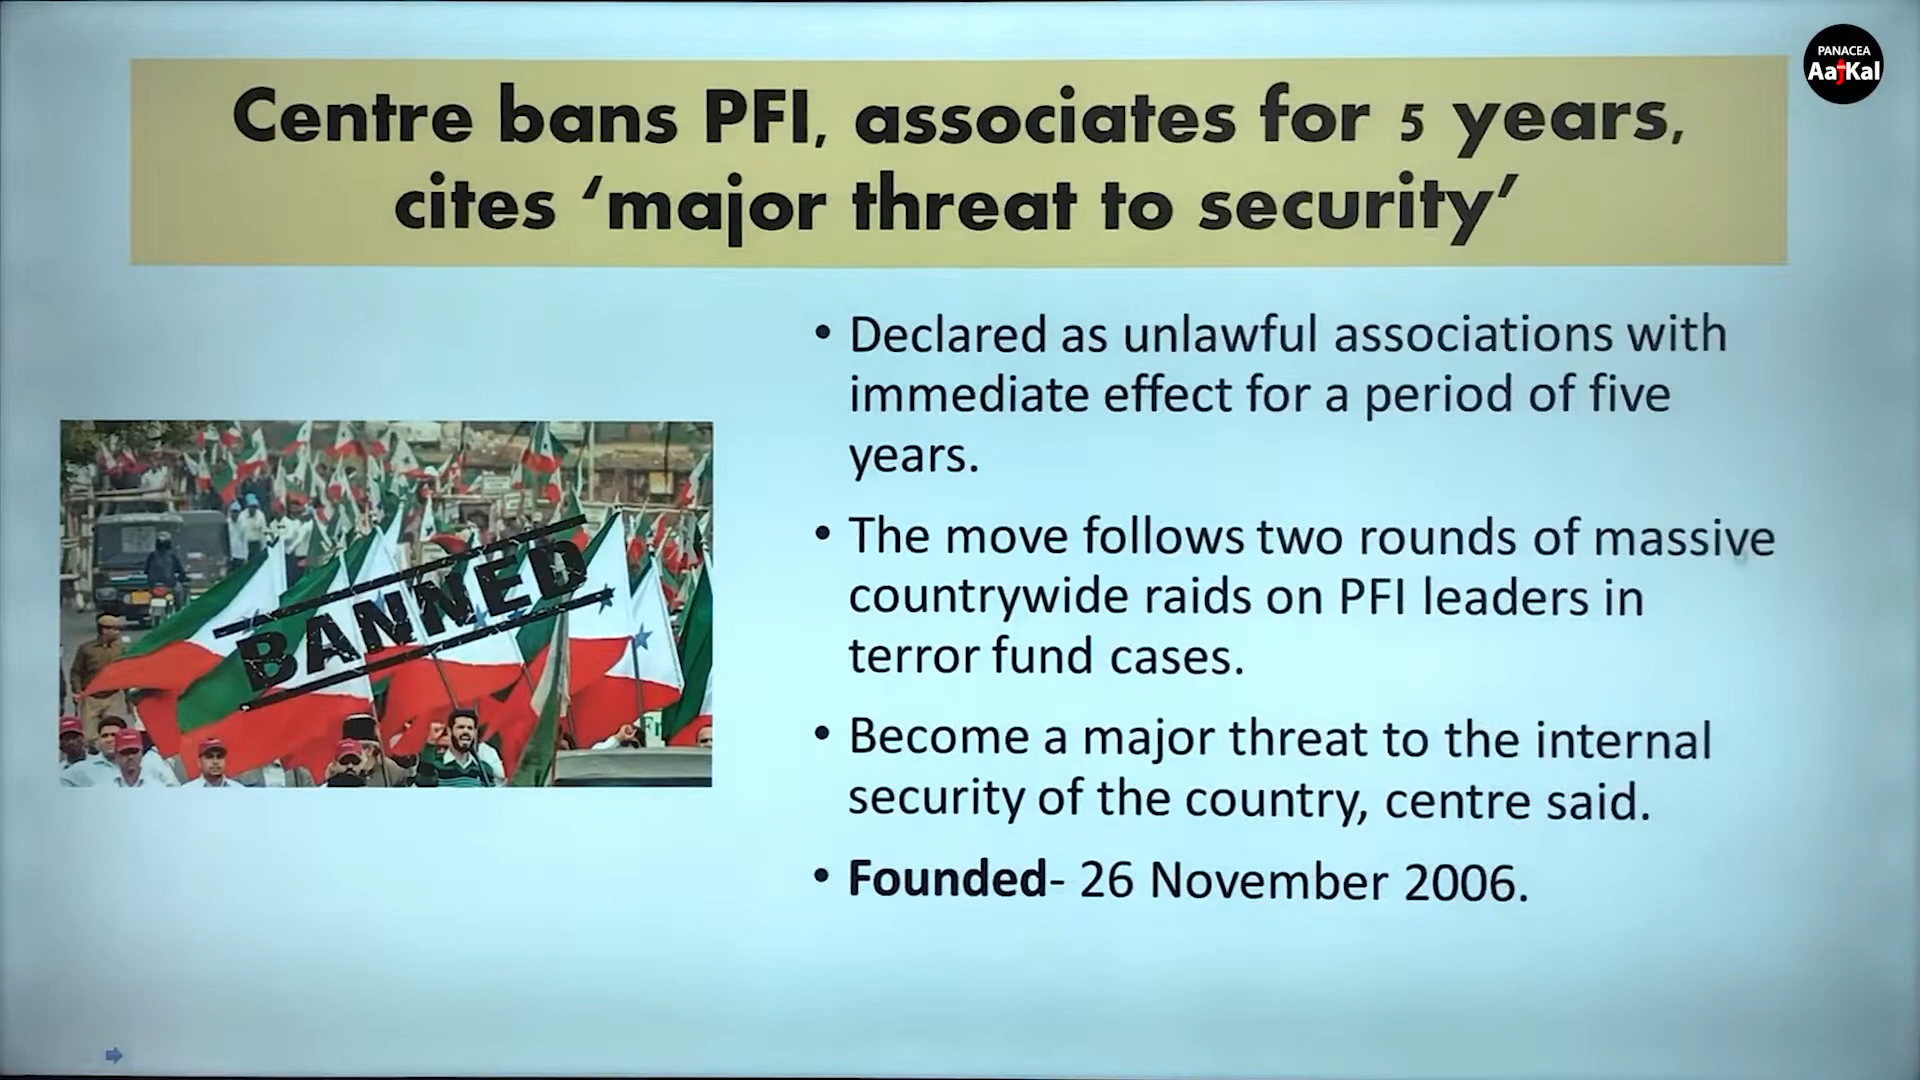 PANACEA
AajKal
Centre bans PFI, associates for 5 years,
cites ‘major threat to security’
• Declared as unlawful associations with
immediate effect for a period of five
years.
• The move follows two rounds of massive
countrywide raids on PFI leaders in
terror fund cases.
• Become a major threat to the internal
security of the country, centre said.
• Founded- 26 November 2006.
BANNED